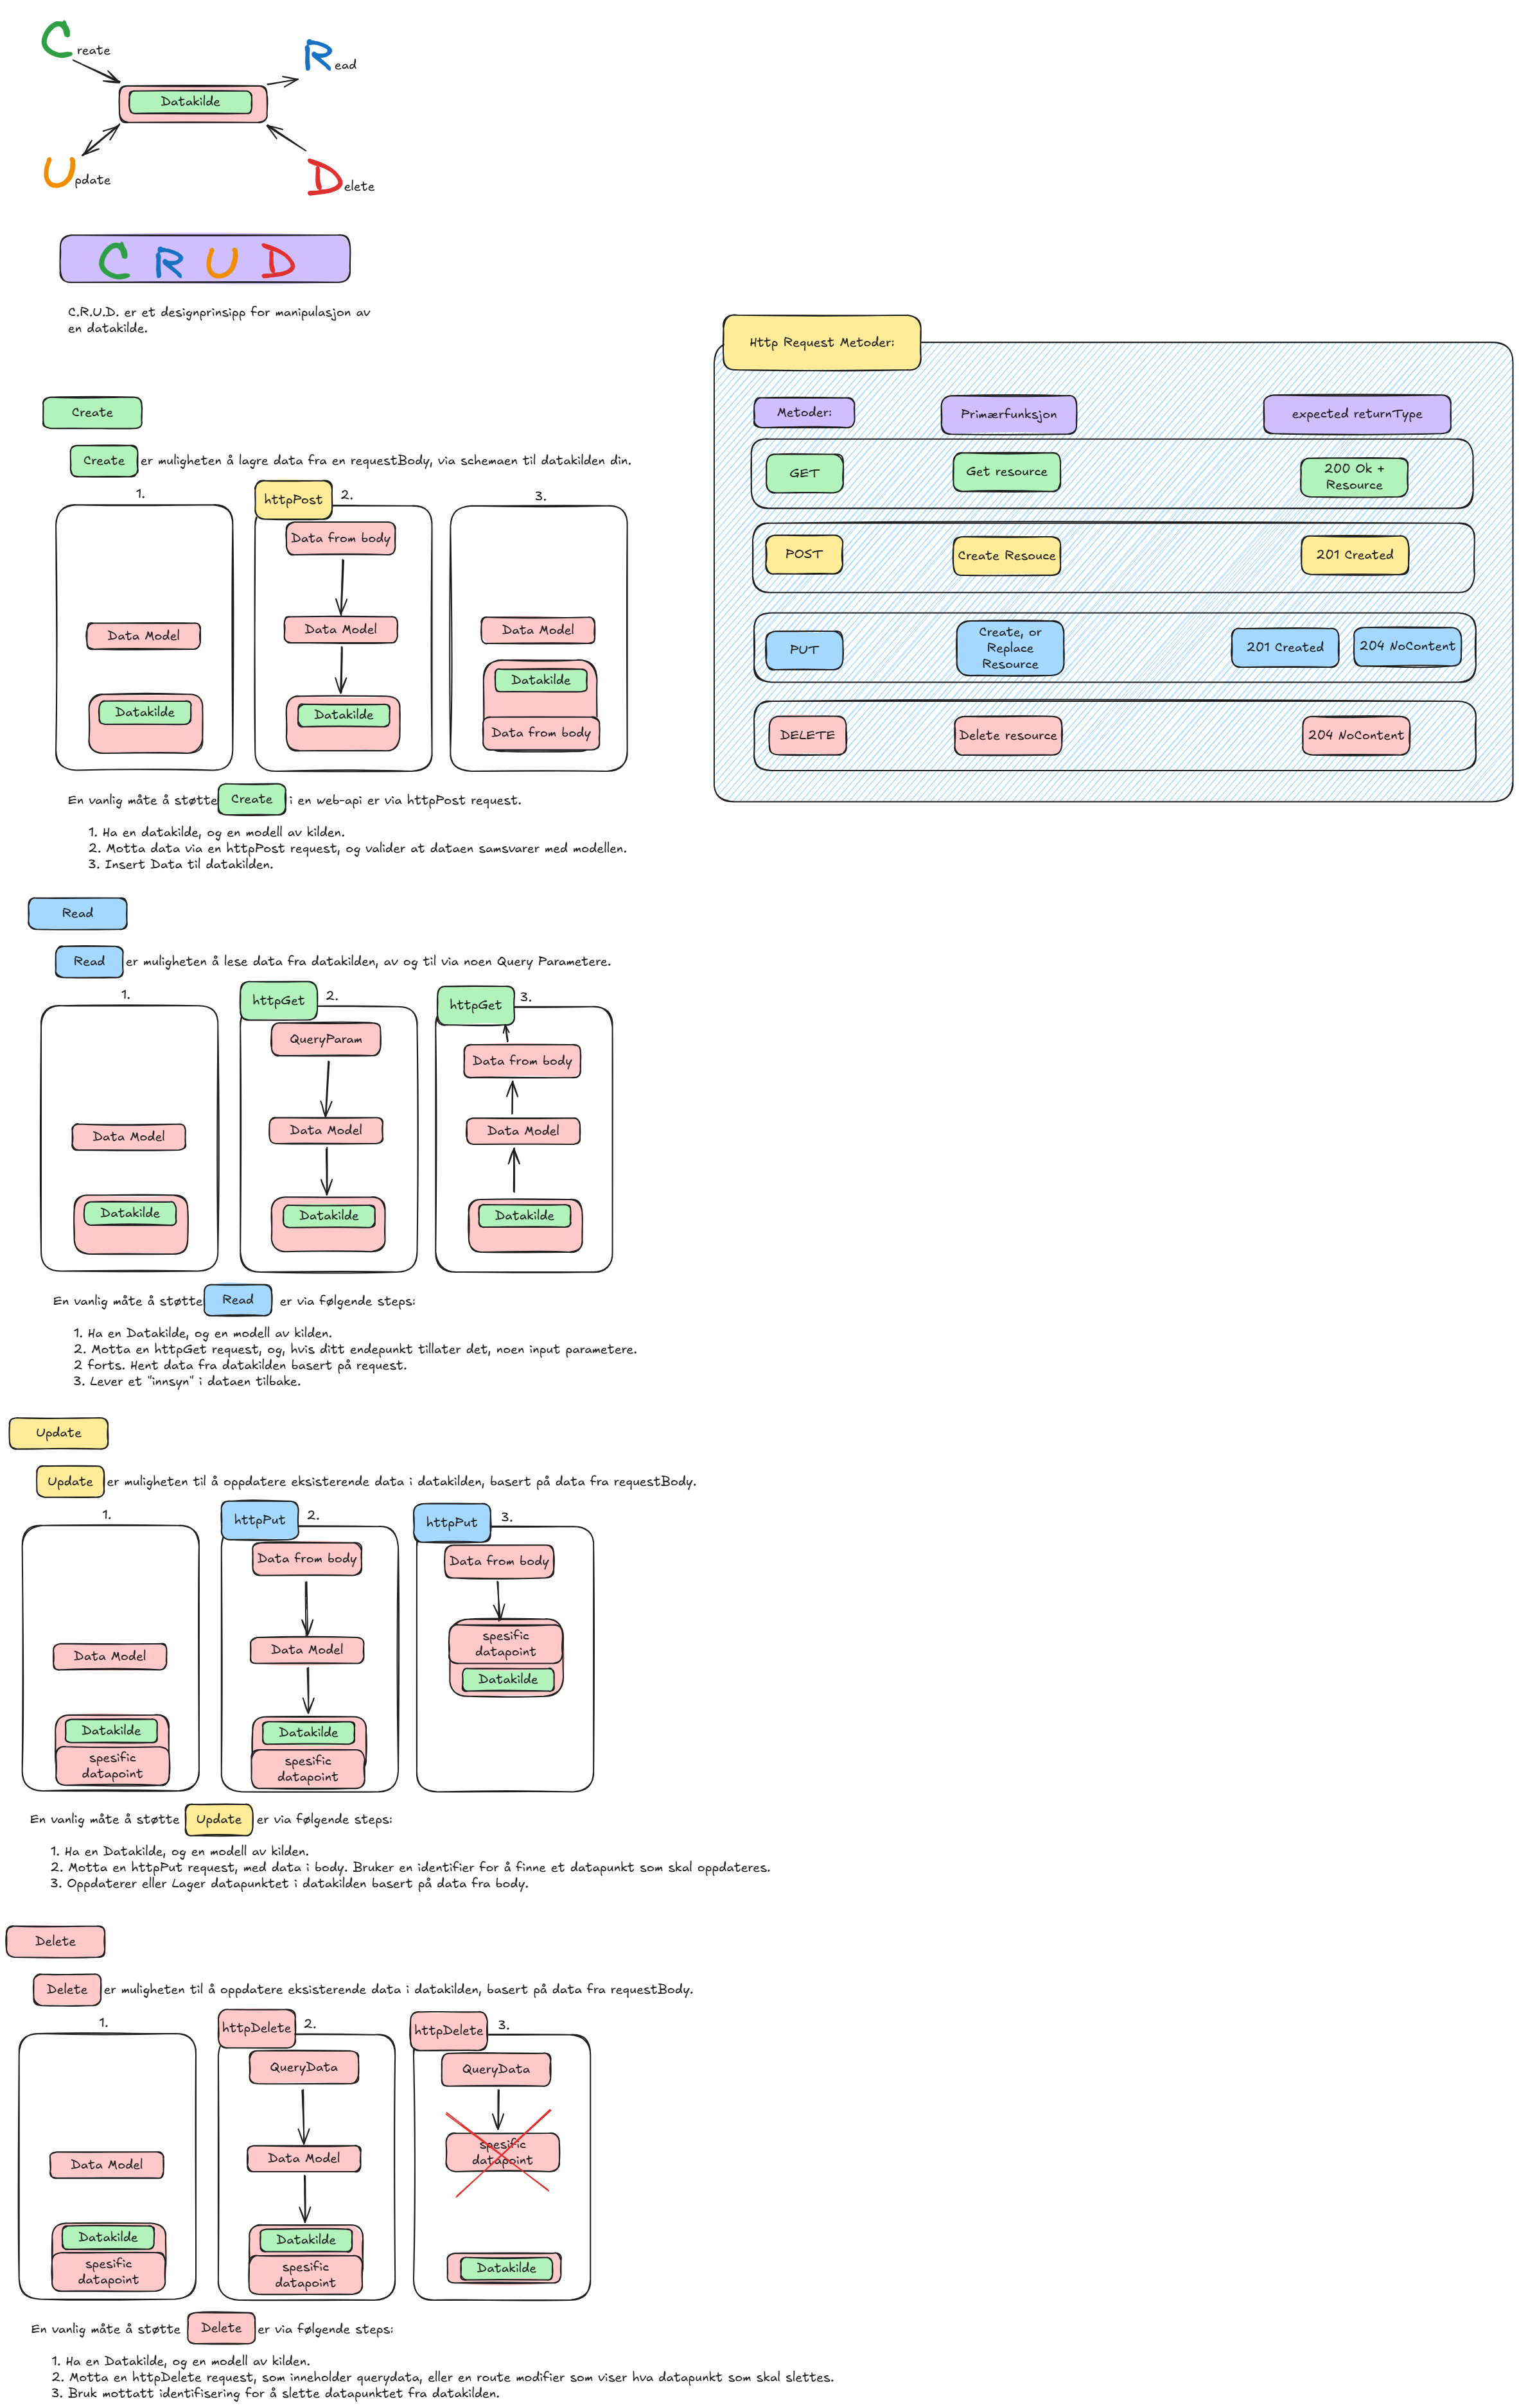 Create
Read
Datakilde
Update
Delete
C R U D
C.R.U.D. er et designprinsipp for manipulasjon av
en datakilde.
Http Request Metoder:
Metoder:
Primærfunksjon
expected returnType
GET
Get resource
200 Ok +
Resource
POST
Create Resouce
201 Created
PUT
Create, or
Replace
Resource
201 Created
204 NoContent
DELETE
Delete resource
204 NoContent
Create
Create er muligheten å lagre data fra en requestBody, via schemaen til datakilden din.
1.
Data Model
Datakilde
httpPost
2.
Data from body
Data Model
Datakilde
3.
Data Model
Datakilde
Data from body
En vanlig måte å støtte Create i en web-api er via httpPost request.
1. Ha en datakilde, og en modell av kilden.
2. Motta data via en httpPost request, og valider at dataen samsvarer med modellen.
3. Insert Data til datakilden.
Read
Read er muligheten å lese data fra datakilden, av og til via noen Query Parametere.
1.
Data Model
Datakilde
httpGet
2.
QueryParam
Data Model
Datakilde
httpGet
3.
Data from body
Data Model
Datakilde
En vanlig måte å støtte Read er via følgende steps:
1. Ha en Datakilde, og en modell av kilden.
2. Motta en httpGet request, og, hvis ditt endepunkt tillater det, noen input parametere.
2 forts. Hent data fra datakilden basert på request.
3. Lever et "innsyn" i dataen tilbake.
Update
Update er muligheten til å oppdatere eksisterende data i datakilden, basert på data fra requestBody.
1.
Data Model
Datakilde
spesific
datapoint
httpPut
2.
Data from body
Data Model
Datakilde
spesific
datapoint
httpPut
3.
Data from body
spesific
datapoint
Datakilde
En vanlig måte å støtte Update er via følgende steps:
1. Ha en Datakilde, og en modell av kilden.
2. Motta en httpPut request, med data i body. Bruker en identifier for å finne et datapunkt som skal oppdateres.
3. Oppdaterer eller Lager datapunktet i datakilden basert på data fra body.
Delete
Delete er muligheten til å oppdatere eksisterende data i datakilden, basert på data fra requestBody.
1.
Data Model
Datakilde
spesific
datapoint
httpDelete
2.
QueryData
Data Model
Datakilde
spesific
datapoint
httpDelete
3.
QueryData
spesific
datapoint
Datakilde
En vanlig måte å støtte Delete er via følgende steps:
1. Ha en Datakilde, og en modell av kilden.
2. Motta en httpDelete request, som inneholder querydata, eller en route modifier som viser hva datapunkt som skal slettes.
3. Bruk mottatt identifisering for å slette datapunktet fra datakilden.